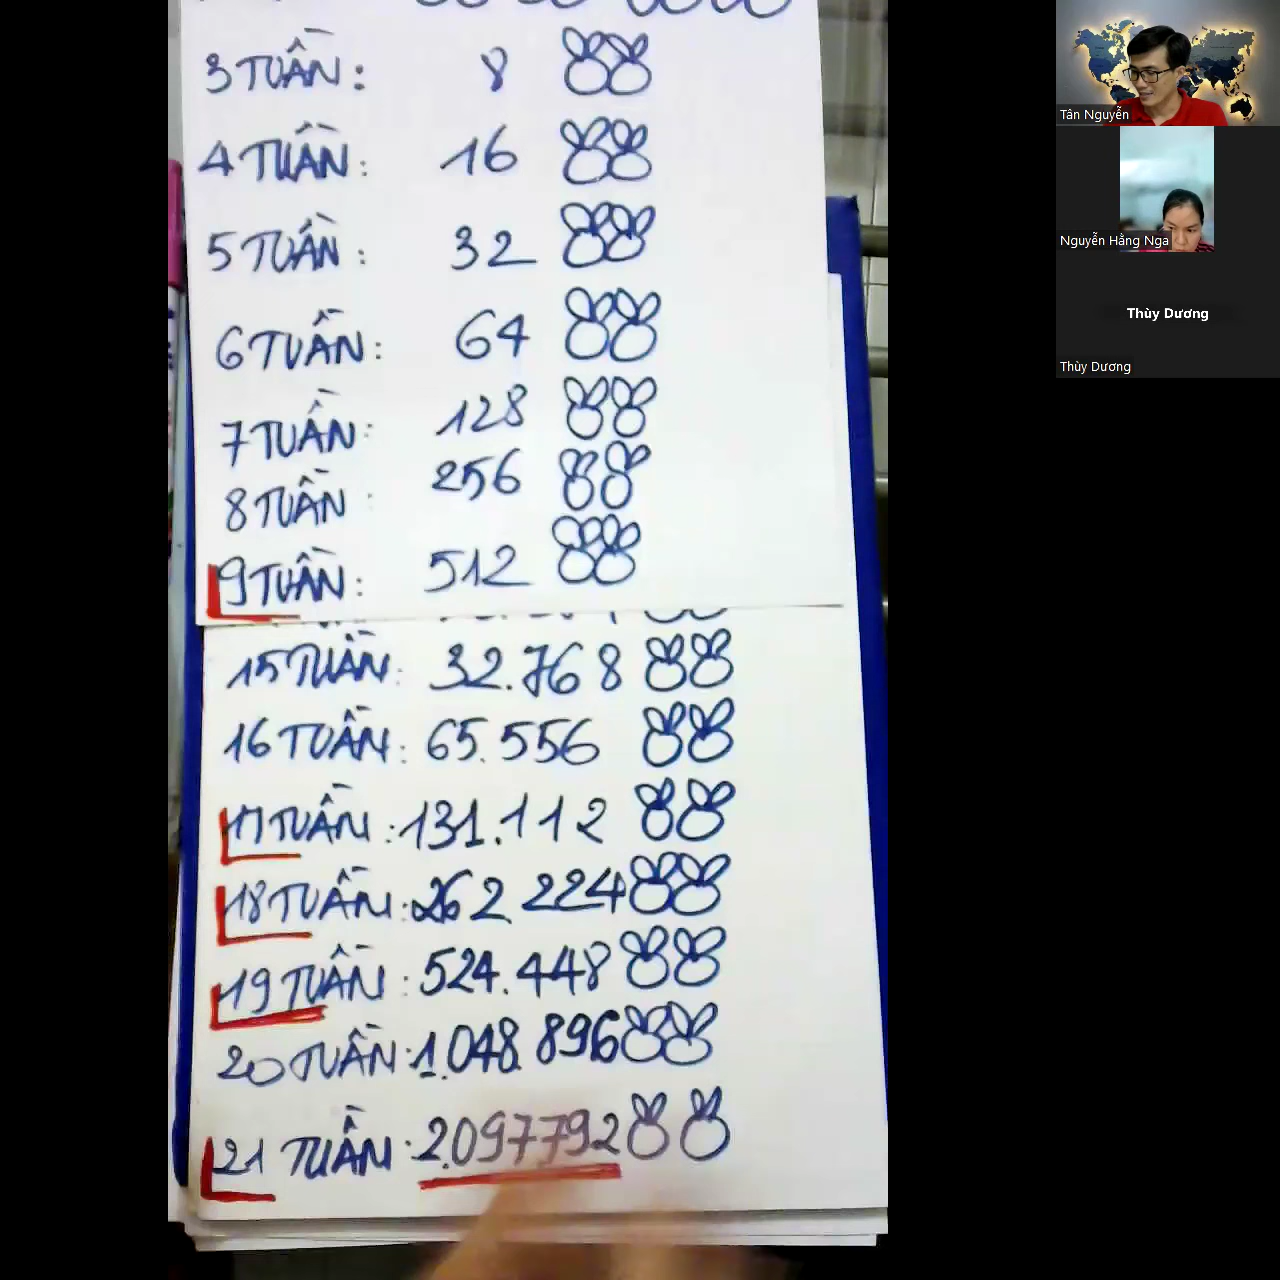 3 TUẦN: 8
4 TUẦN: 16
5 TUẦN: 32
6 TUẦN: 64
7 TUẦN: 128
8 TUẦN: 256
9 TUẦN: 512
15 TUẦN: 32.768
16 TUẦN: 65.556
17 TUẦN: 131.112
18 TUẦN: 262.224
19 TUẦN: 524.448
20 TUẦN: 1.048.896
21 TUẦN: 2.097792
Tân Nguyễn
Nguyễn Hằng Nga
Thùy Dương
Thùy Dương